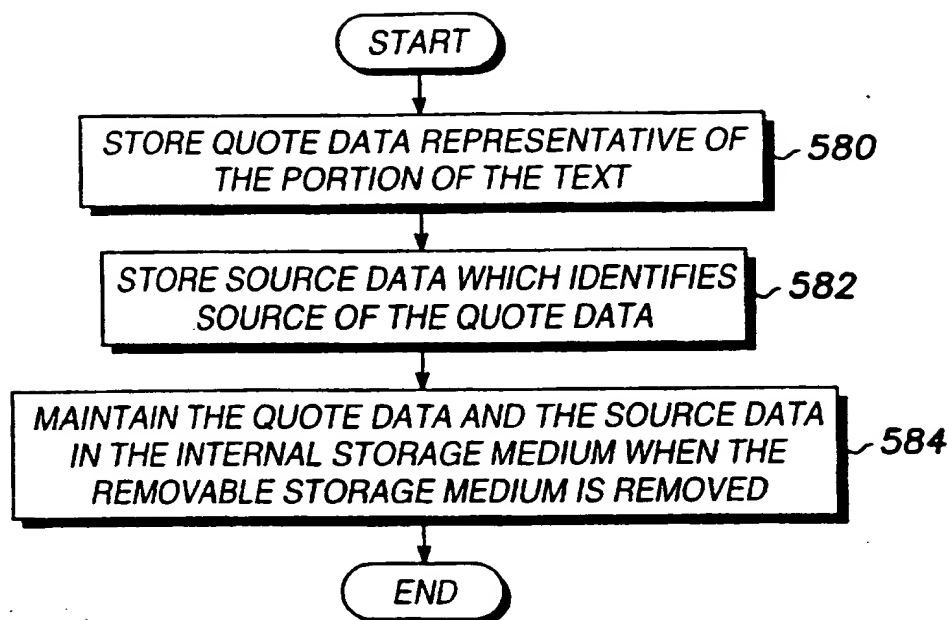 START
STORE QUOTE DATA REPRESENTATIVE OF
THE PORTION OF THE TEXT
580
STORE SOURCE DATA WHICH IDENTIFIES
SOURCE OF THE QUOTE DATA
582
MAINTAIN THE QUOTE DATA AND THE SOURCE DATA
IN THE INTERNAL STORAGE MEDIUM WHEN THE
REMOVABLE STORAGE MEDIUM IS REMOVED
584
END